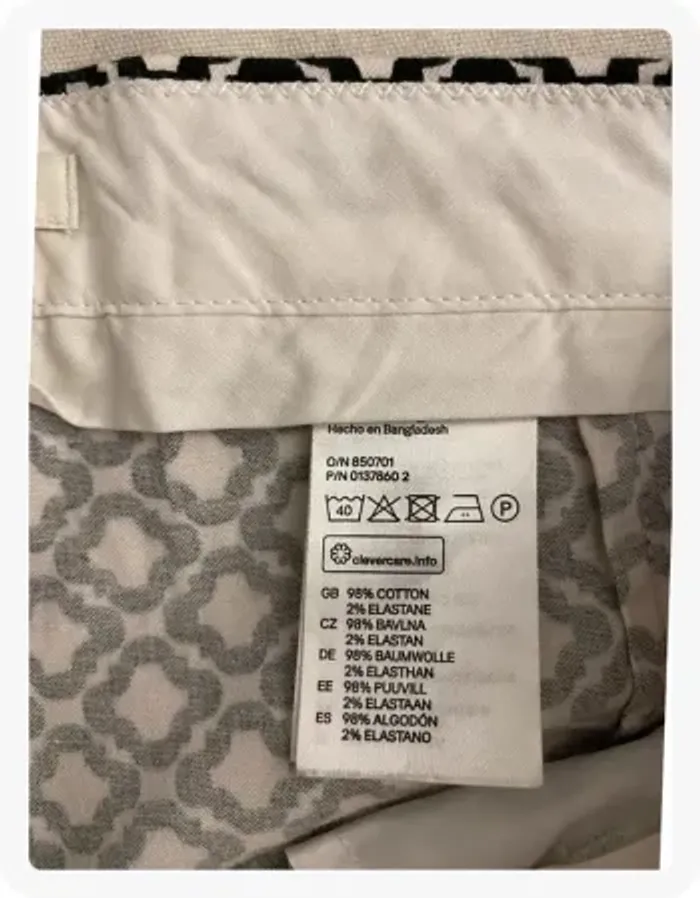 Hecho en Bangladesh
O/N 850701
P/N 0137860 2
40 P
clevercare.info
GB 98% COTTON
2% ELASTANE
CZ 98% BAVLNA
2% ELASTAN
DE 98% BAUMWOLLE
2% ELASTHAN
EE 98% PUUVILL
2% ELASTAAN
ES 98% ALGODÓN
2% ELASTANO